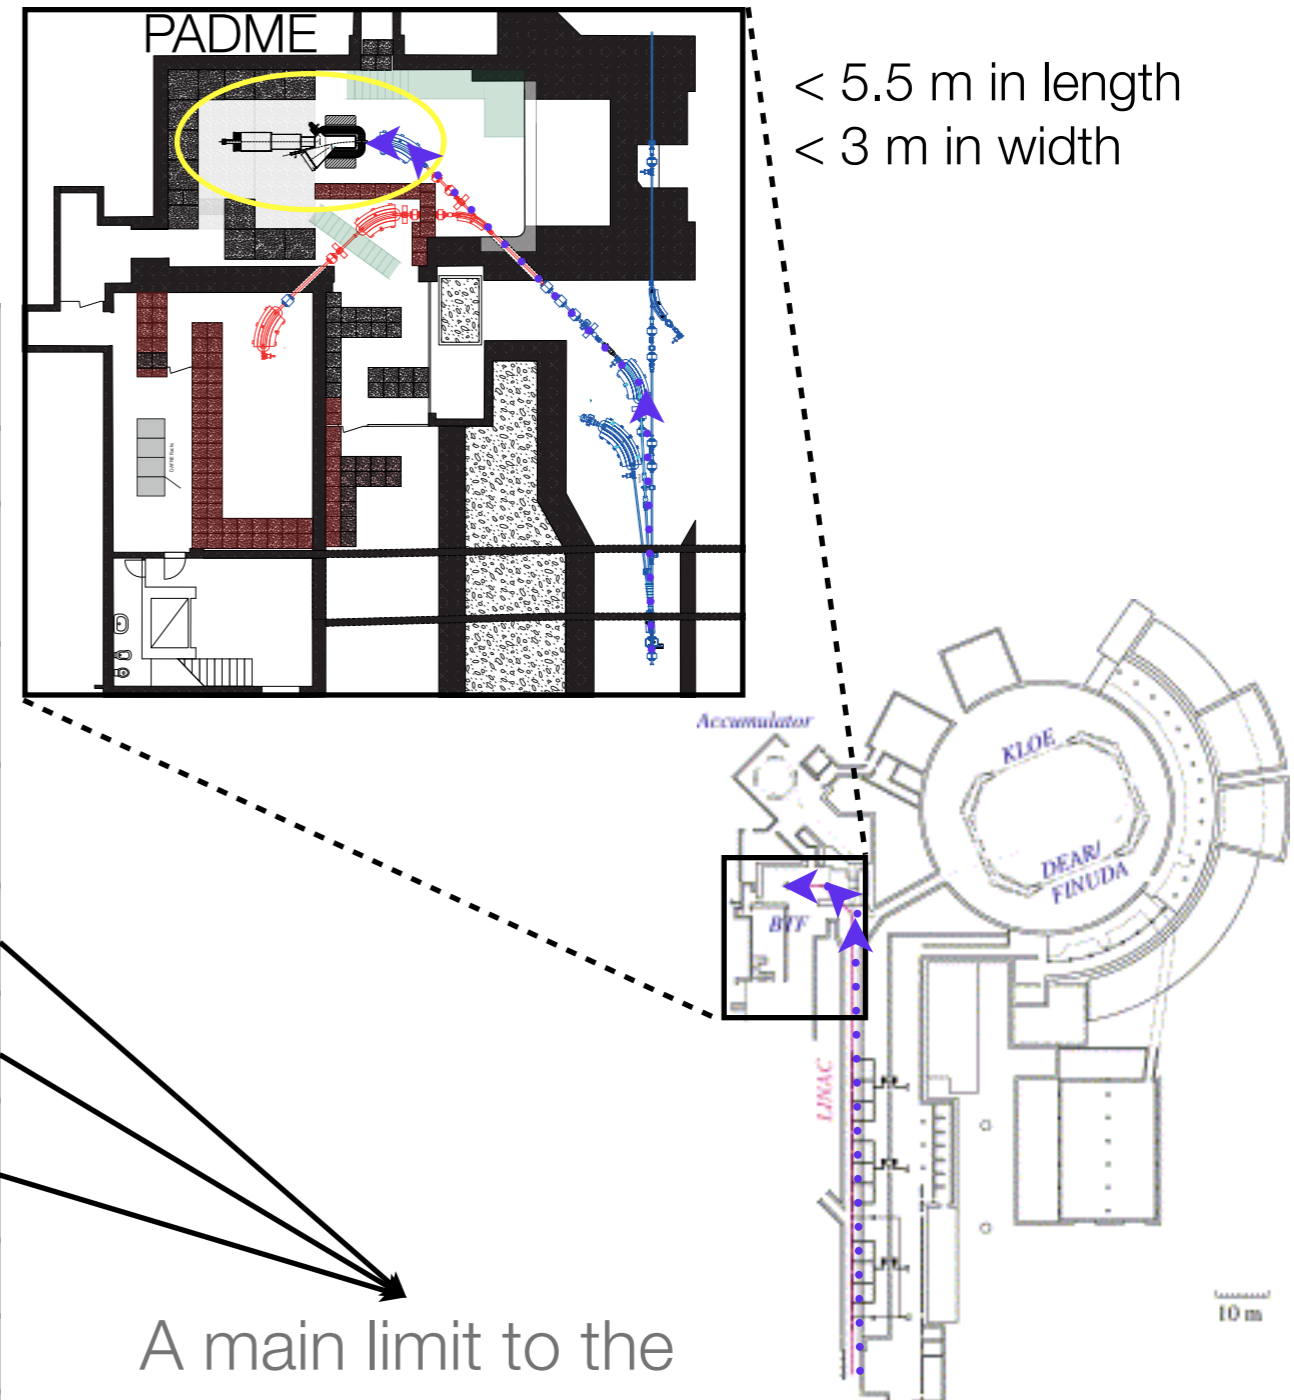 PADME
< 5.5 m in length
< 3 m in width
Accumulator
KLOE
DEAR/
FINUDA
BTF
LINAC
10 m
A main limit to the